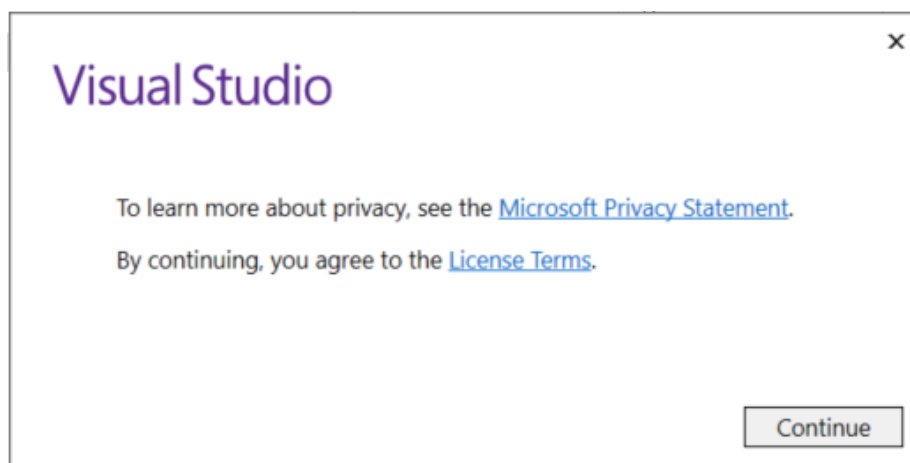 Visual Studio
To learn more about privacy, see the Microsoft Privacy Statement.
By continuing, you agree to the License Terms.
Continue